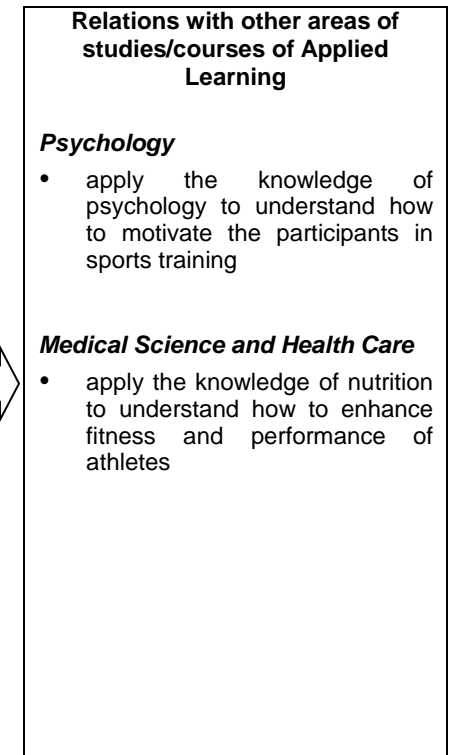 Relations with other areas of
studies/courses of Applied
Learning
Psychology
• apply the knowledge of
psychology to understand how
to motivate the participants in
sports training
Medical Science and Health Care
• apply the knowledge of nutrition
to understand how to enhance
fitness and performance of
athletes